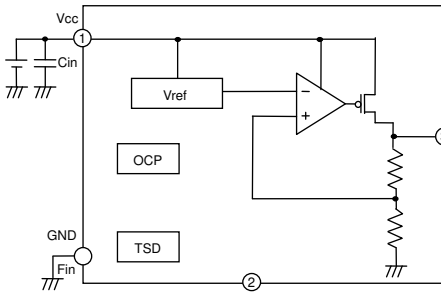 Vcc
1
Cin
Vref
−
+
OCP
GND
Fin
TSD
2